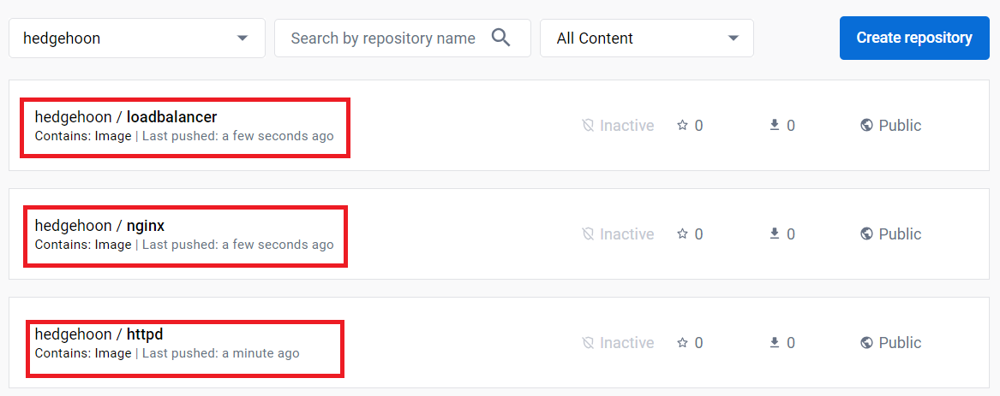 hedgehoon Search by repository name All Content Create repository
hedgehoon / loadbalancer
Contains: Image | Last pushed: a few seconds ago
Inactive 0 0 Public
hedgehoon / nginx
Contains: Image | Last pushed: a few seconds ago
Inactive 0 0 Public
hedgehoon / httpd
Contains: Image | Last pushed: a minute ago
Inactive 0 0 Public